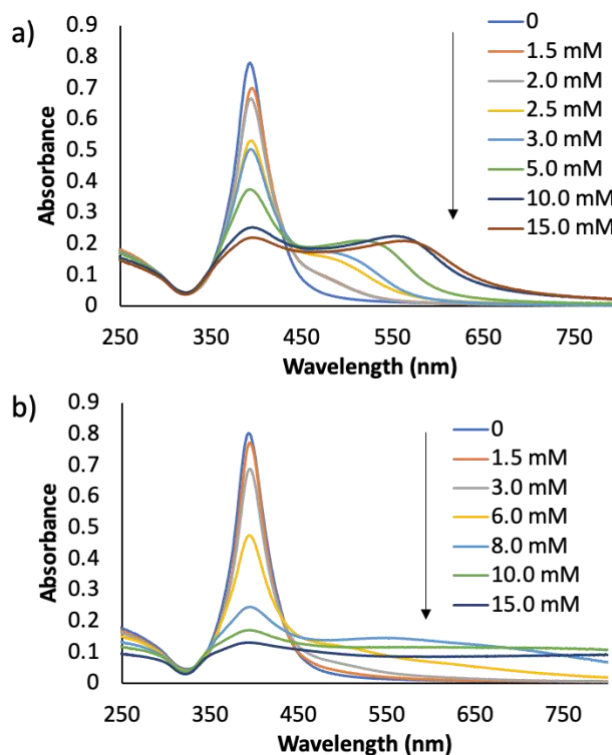 a)
0.9
0.8
0.7
0.6
0.5
0.4
0.3
0.2
0.1
0
Absorbance
250 350 450 550 650 750
Wavelength (nm)
0
1.5 mM
2.0 mM
2.5 mM
3.0 mM
5.0 mM
10.0 mM
15.0 mM
b)
0.9
0.8
0.7
0.6
0.5
0.4
0.3
0.2
0.1
0
Absorbance
250 350 450 550 650 750
Wavelength (nm)
0
1.5 mM
3.0 mM
6.0 mM
8.0 mM
10.0 mM
15.0 mM